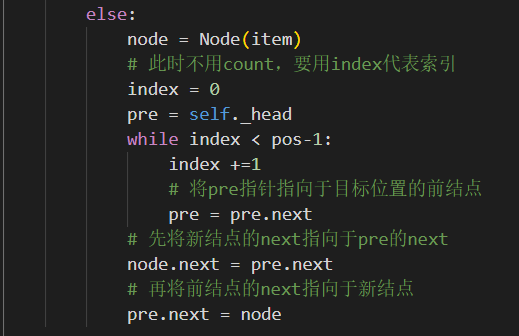 else:
node = Node(item)
# 此时不用count，要用index代表索引
index = 0
pre = self._head
while index < pos-1:
index +=1
# 将pre指针指向于目标位置的前结点
pre = pre.next
# 先将新结点的next指向于pre的next
node.next = pre.next
# 再将前结点的next指向于新结点
pre.next = node